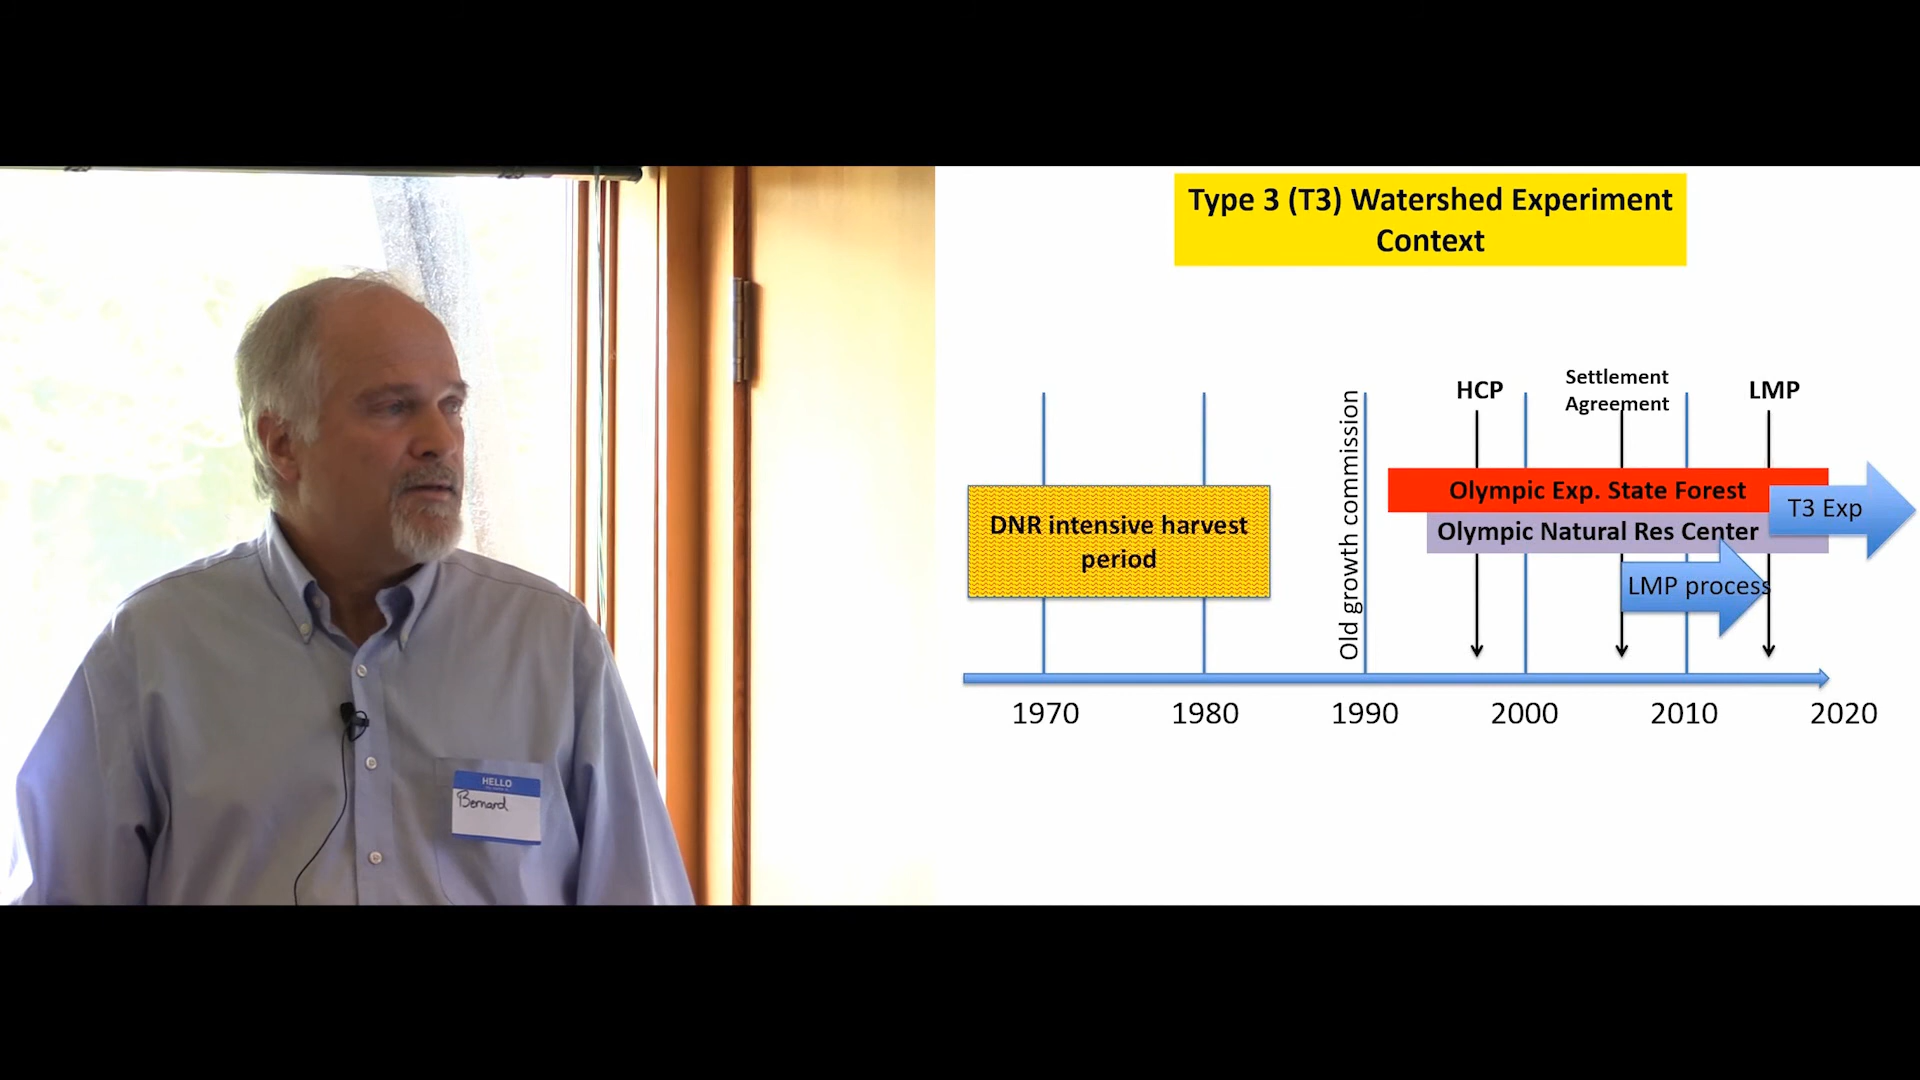 Type 3 (T3) Watershed Experiment
Context
HCP
Settlement
Agreement
LMP
Old growth commission
Olympic Exp. State Forest
T3 Exp
DNR intensive harvest
period
Olympic Natural Res Center
LMP process
1970
1980
1990
2000
2010
2020
HELLO
Bernard